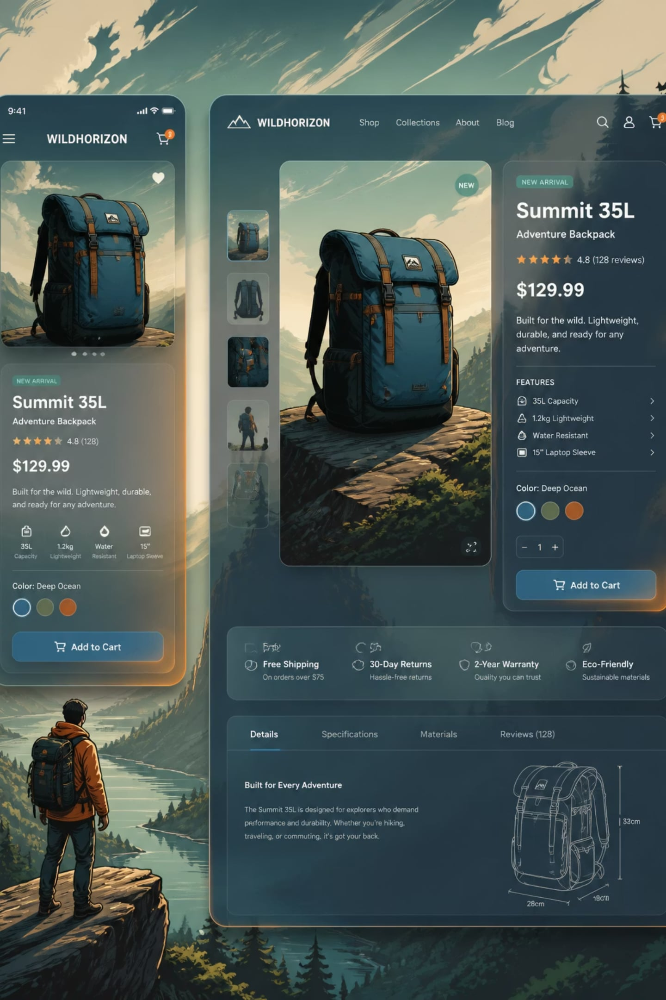 9:41
WILDHORIZON
NEW ARRIVAL
Summit 35L
Adventure Backpack
4.8 (128)
$129.99
Built for the wild. Lightweight, durable,
and ready for any adventure.
35L
Capacity
1.2kg
Lightweight
Water
Resistant
15"
Laptop Sleeve
Color: Deep Ocean
Add to Cart
WILDHORIZON
Shop
Collections
About
Blog
3
NEW
NEW ARRIVAL
Summit 35L
Adventure Backpack
4.8 (128 reviews)
$129.99
Built for the wild. Lightweight,
durable, and ready for any
adventure.
FEATURES
35L Capacity
1.2kg Lightweight
Water Resistant
15" Laptop Sleeve
Color: Deep Ocean
− 1 +
Add to Cart
Free Shipping
On orders over $75
30-Day Returns
Hassle-free returns
2-Year Warranty
Ouality you can trust
Eco-Friendly
Sustainable materials
Details
Specifications
Materials
Reviews (128)
Built for Every Adventure
The Summit 35L is designed for explorers who demand
performance and durability. Whether you're hiking,
traveling, or commuting, it's got your back.
28cm